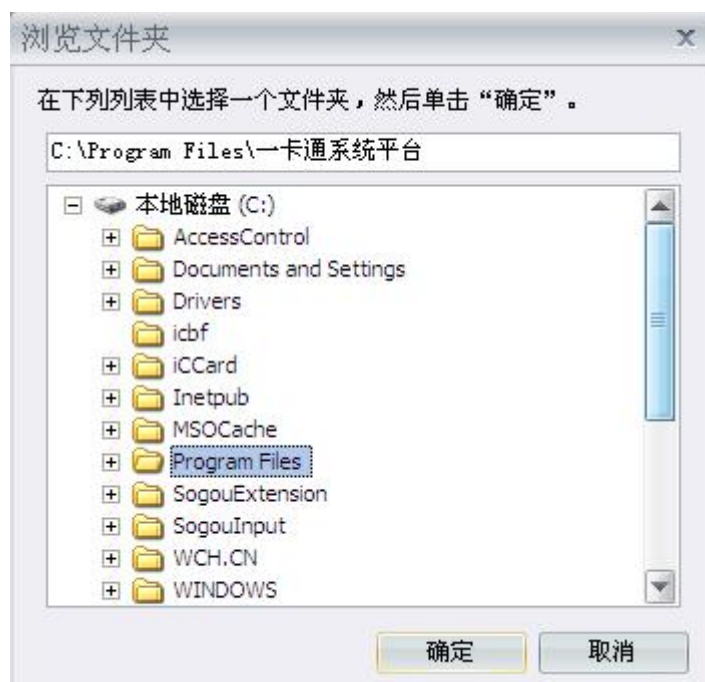 浏览文件夹
在下列列表中选择一个文件夹，然后单击“确定”。
C:\Program Files\一卡通系统平台
本地磁盘 (C:)
AccessControl
Documents and Settings
Drivers
icbf
iCCard
Inetpub
MSOCache
Program Files
SogouExtension
SogouInput
WCH.CN
WINDOWS
确定 取消